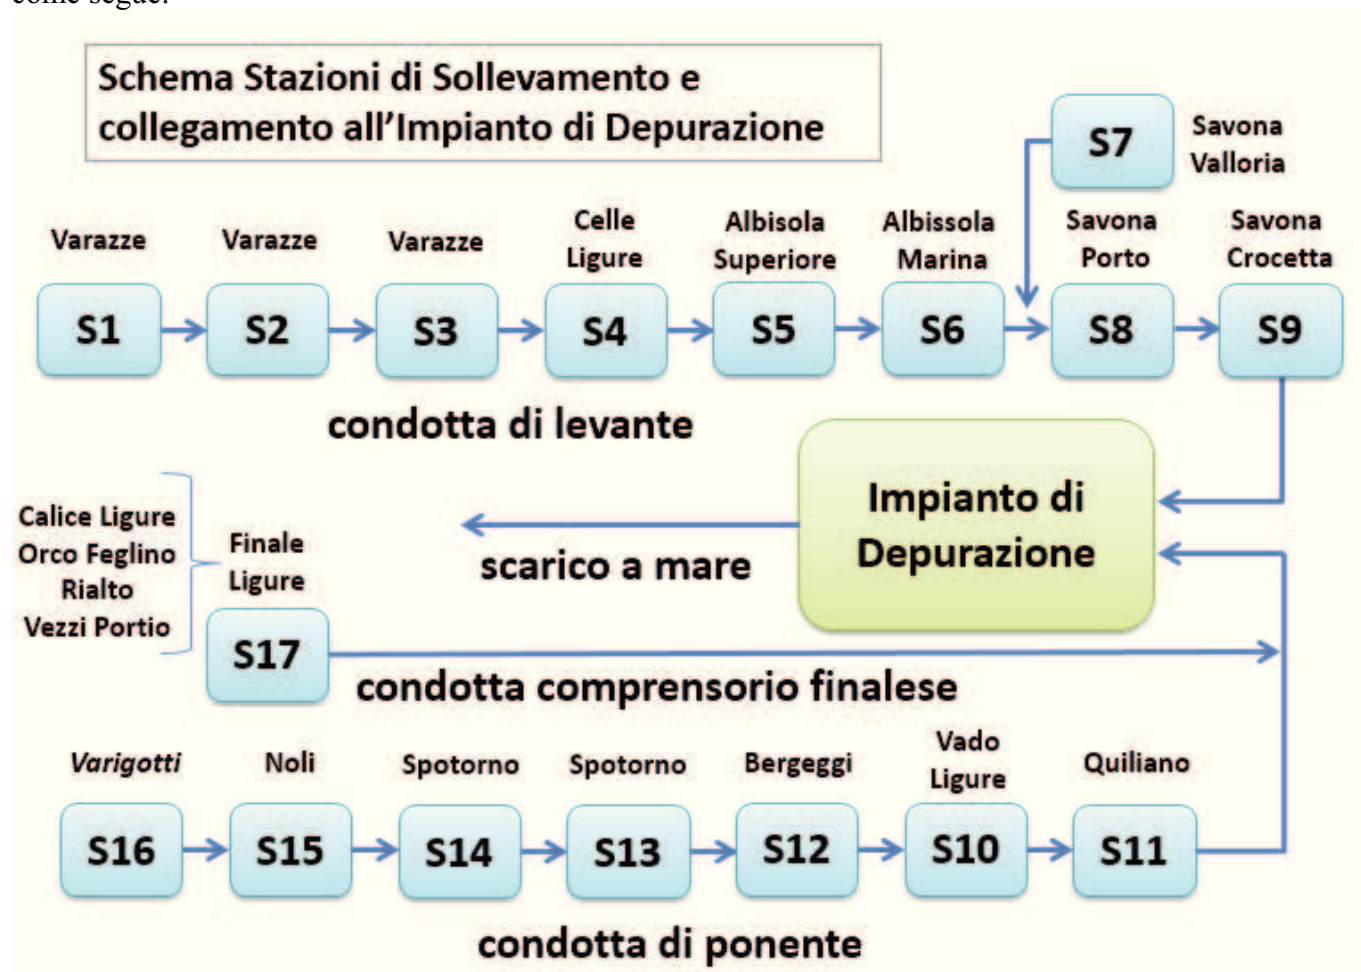 come segue:
Schema Stazioni di Sollevamento e
collegamento all'Impianto di Depurazione
S7
Savona
Valloria
Varazze
Varazze
Varazze
Celle
Ligure
Albisola
Superiore
Albissola
Marina
Savona
Porto
Savona
Crocetta
S1
S2
S3
S4
S5
S6
S8
S9
condotta di levante
Impianto di
Depurazione
scarico a mare
Calice Ligure
Orco Feglino
Rialto
Vezzi Portio
Finale
Ligure
S17
condotta comprensorio finalese
Varigotti
Noli
Spotorno
Spotorno
Bergeggi
Vado
Ligure
Quiliano
S16
S15
S14
S13
S12
S10
S11
condotta di ponente